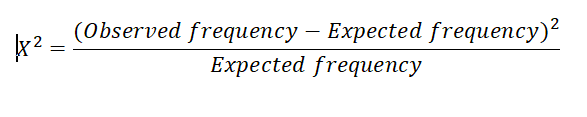 X² = (Observed frequency − Expected frequency)²
Expected frequency